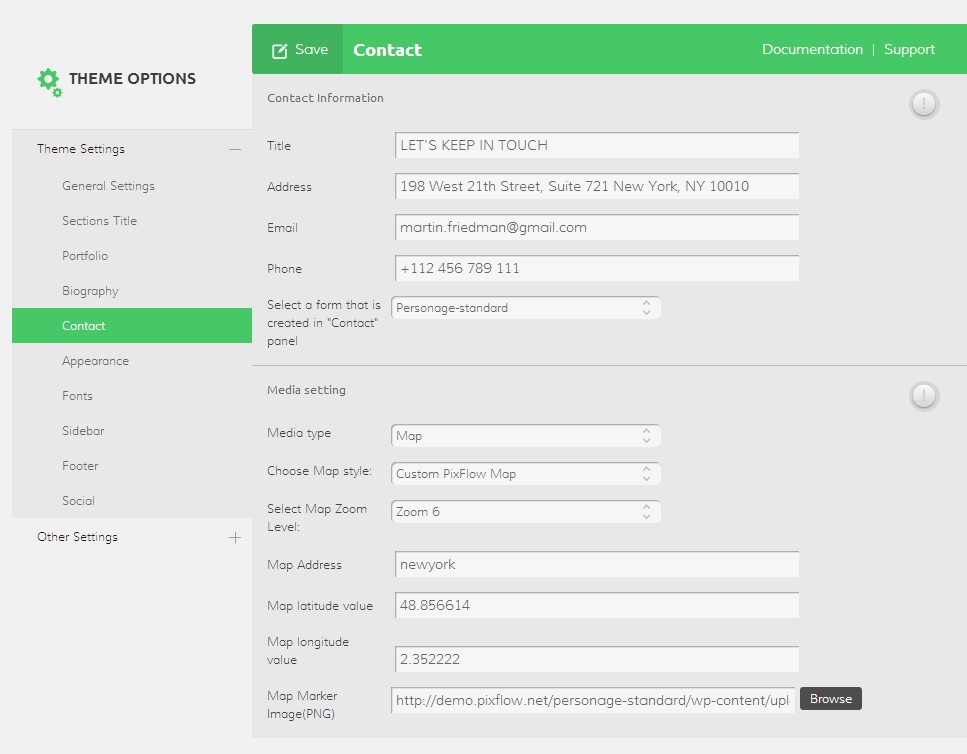 Save Contact Documentation | Support
THEME OPTIONS
Theme Settings
General Settings
Sections Title
Portfolio
Biography
Contact
Appearance
Fonts
Sidebar
Footer
Social
Other Settings
Contact Information
Title LET'S KEEP IN TOUCH
Address 198 West 21th Street, Suite 721 New York, NY 10010
Email martin.friedman@gmail.com
Phone +112 456 789 111
Select a form that is
created in "Contact"
panel
Personage-standard
Media setting
Media type Map
Choose Map style: Custom PixFlow Map
Select Map Zoom
Level:
Zoom 6
Map Address newyork
Map latitude value 48.856614
Map longitude
value
2.352222
Map Marker
Image(PNG)
http://demo.pixflow.net/personage-standard/wp-content/upl Browse